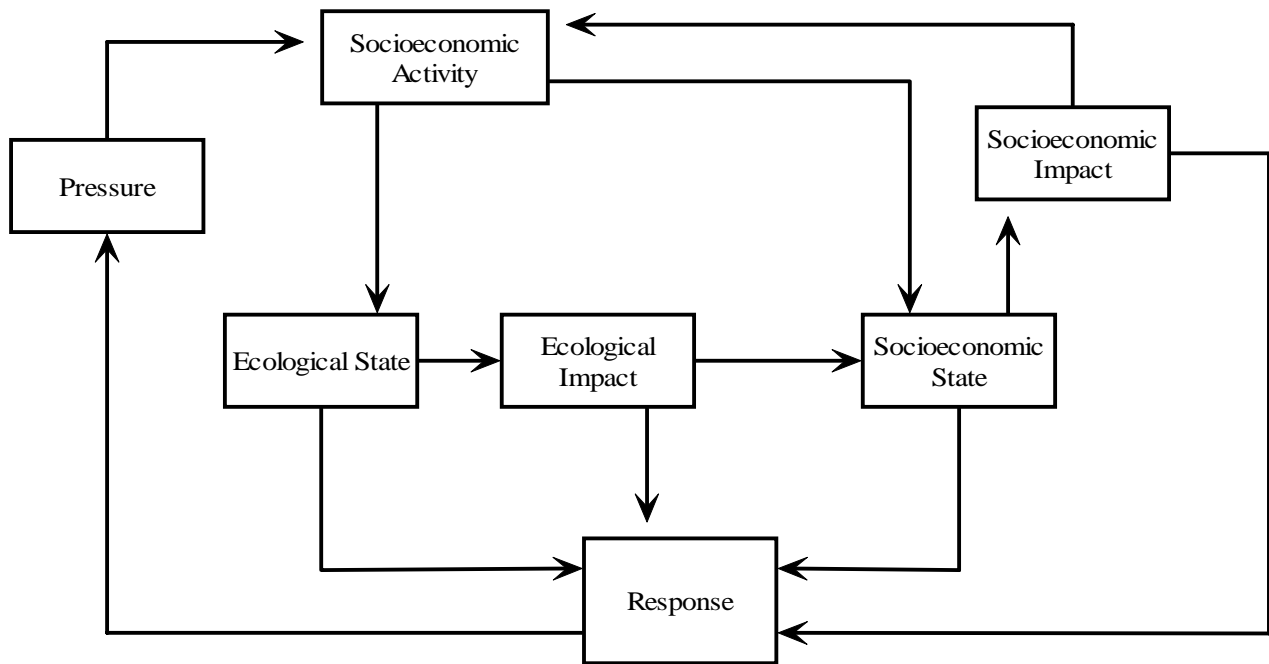 Socioeconomic
Activity
Socioeconomic
Impact
Pressure
Ecological State
Ecological
Impact
Socioeconomic
State
Response